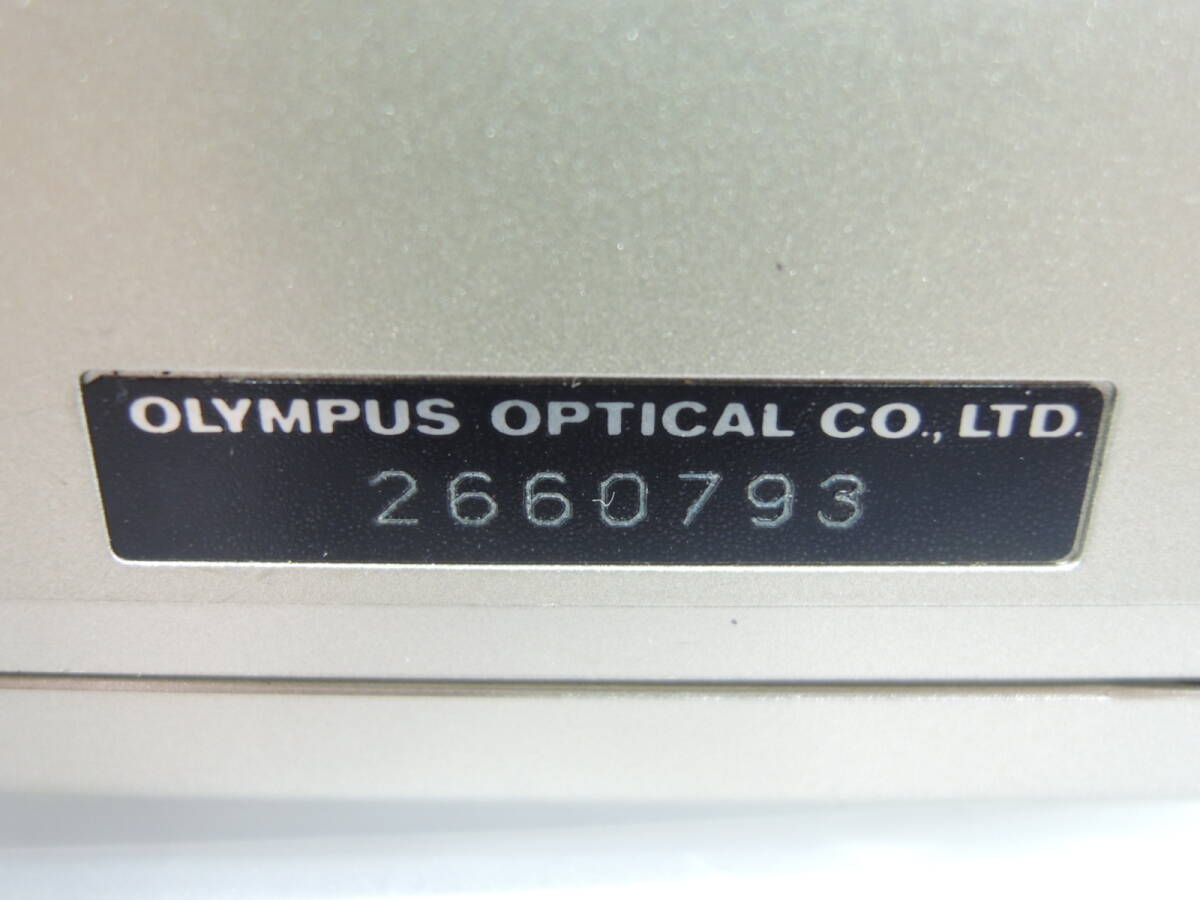 OLYMPUS OPTICAL CO., LTD.
2660793